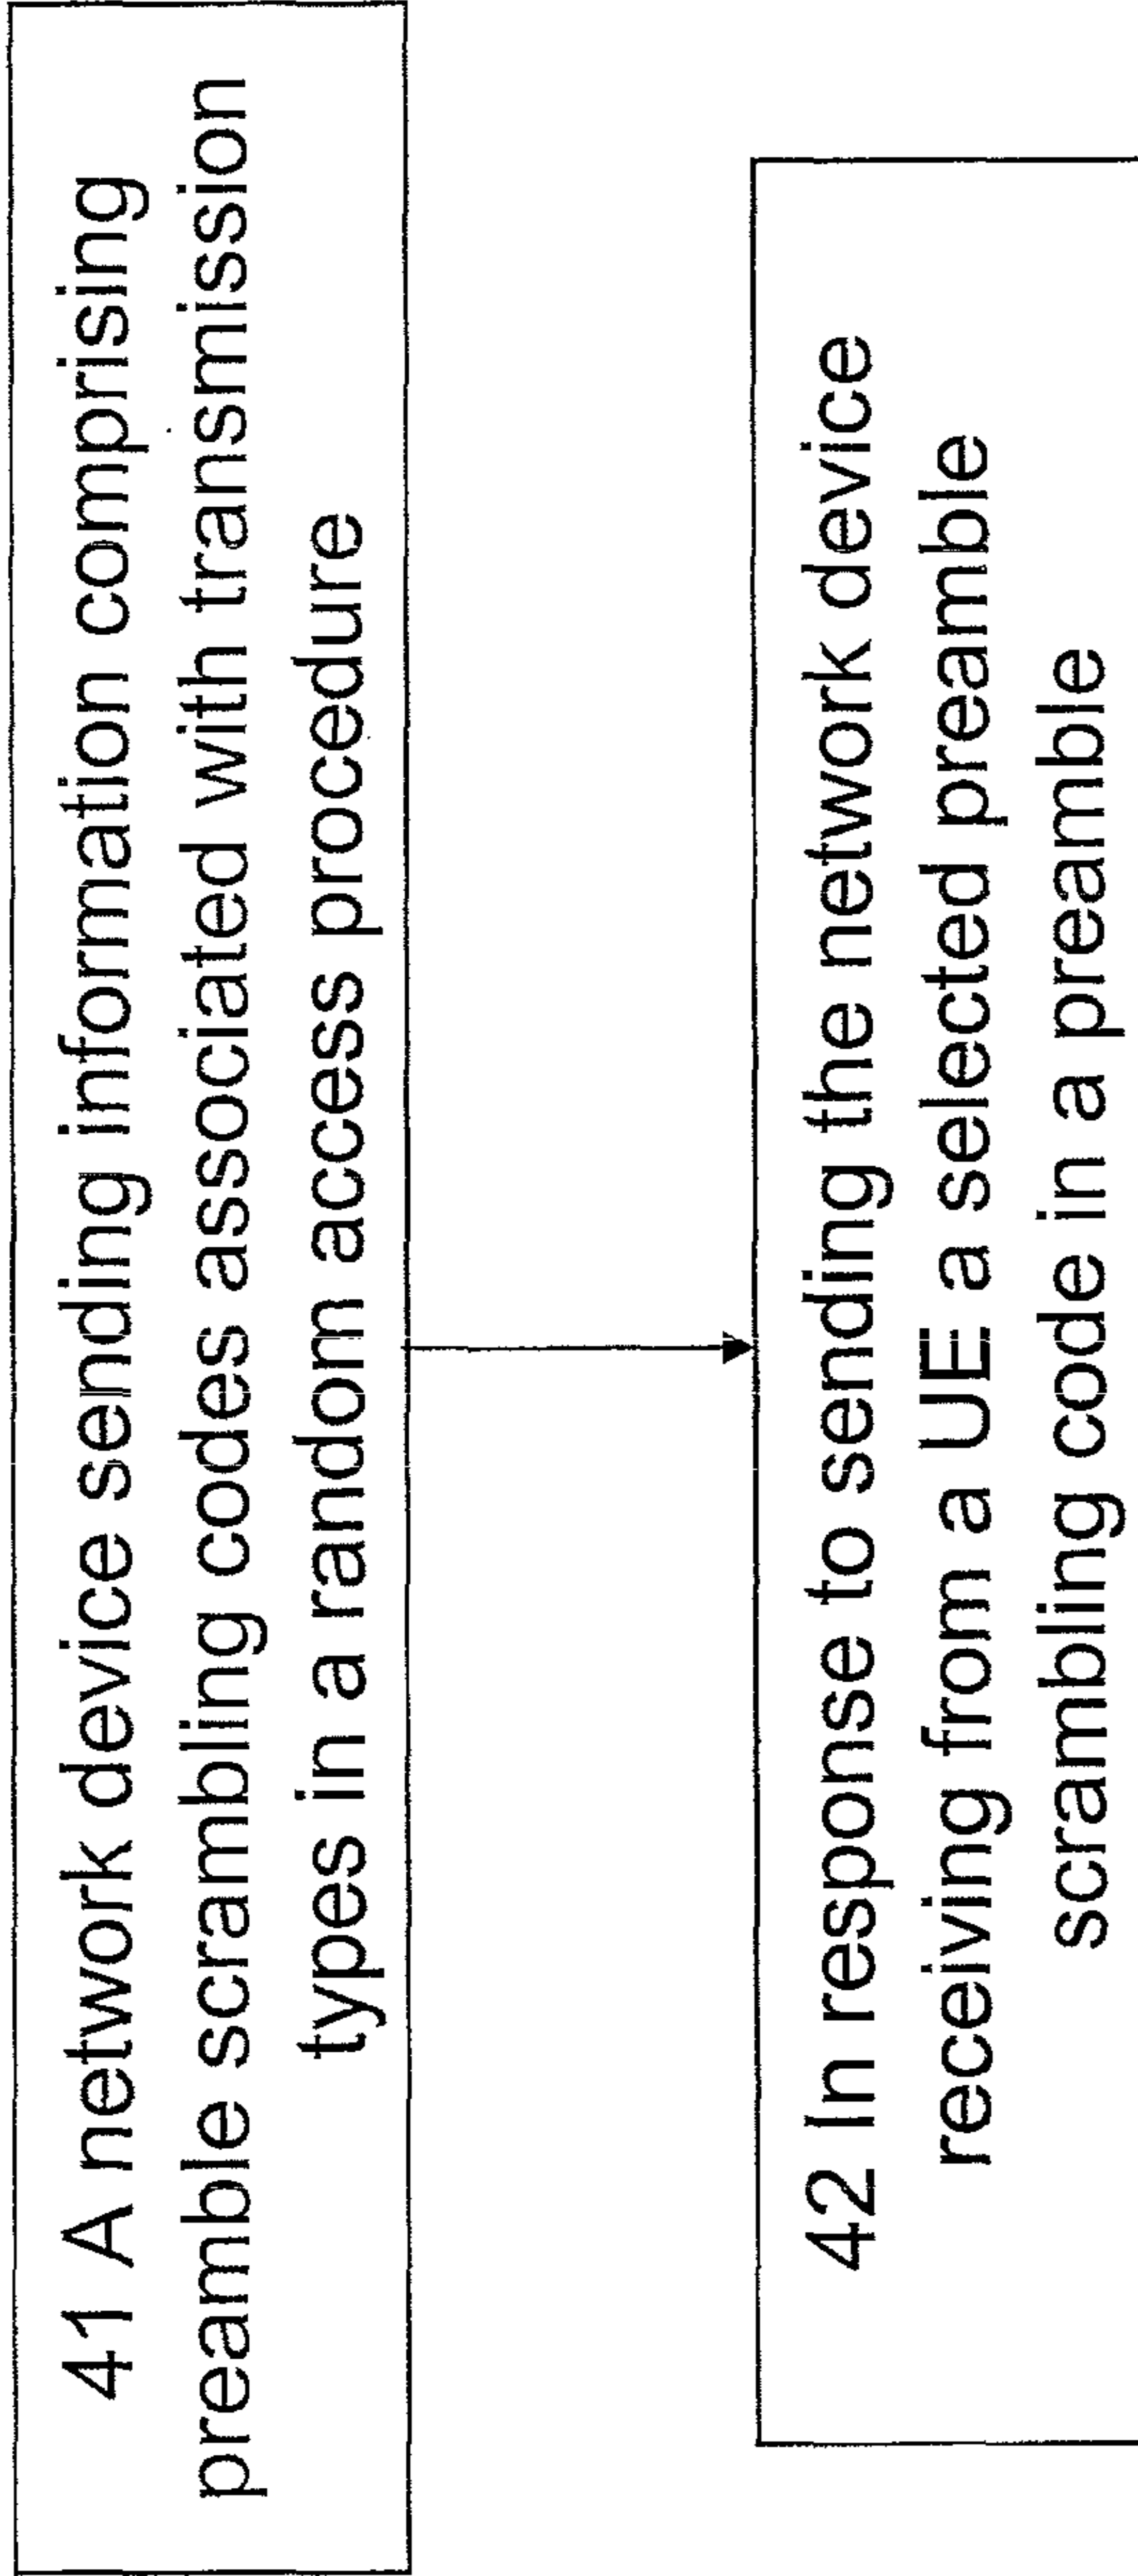 41 A network device sending information comprising
preamble scrambling codes associated with transmission
types in a random access procedure
42 In response to sending the network device
receiving from a UE a selected preamble
scrambling code in a preamble